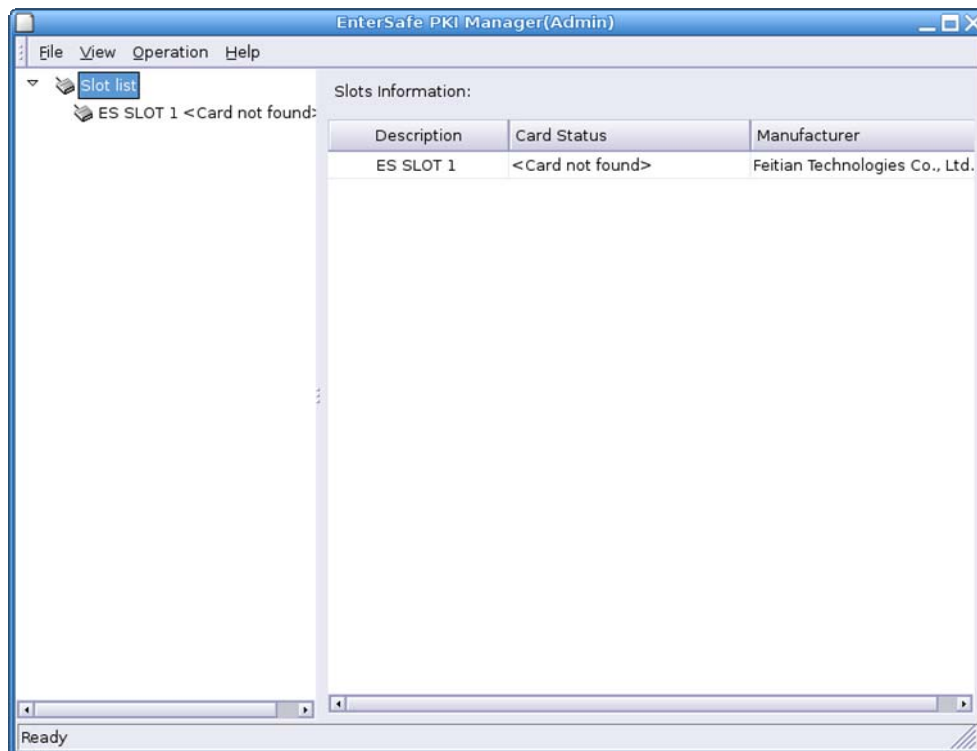 EnterSafe PKI Manager(Admin)
File View Operation Help
Slot list
ES SLOT 1 <Card not found>
Slots Information:
Description Card Status Manufacturer
ES SLOT 1 <Card not found> Feitian Technologies Co., Ltd.
Ready